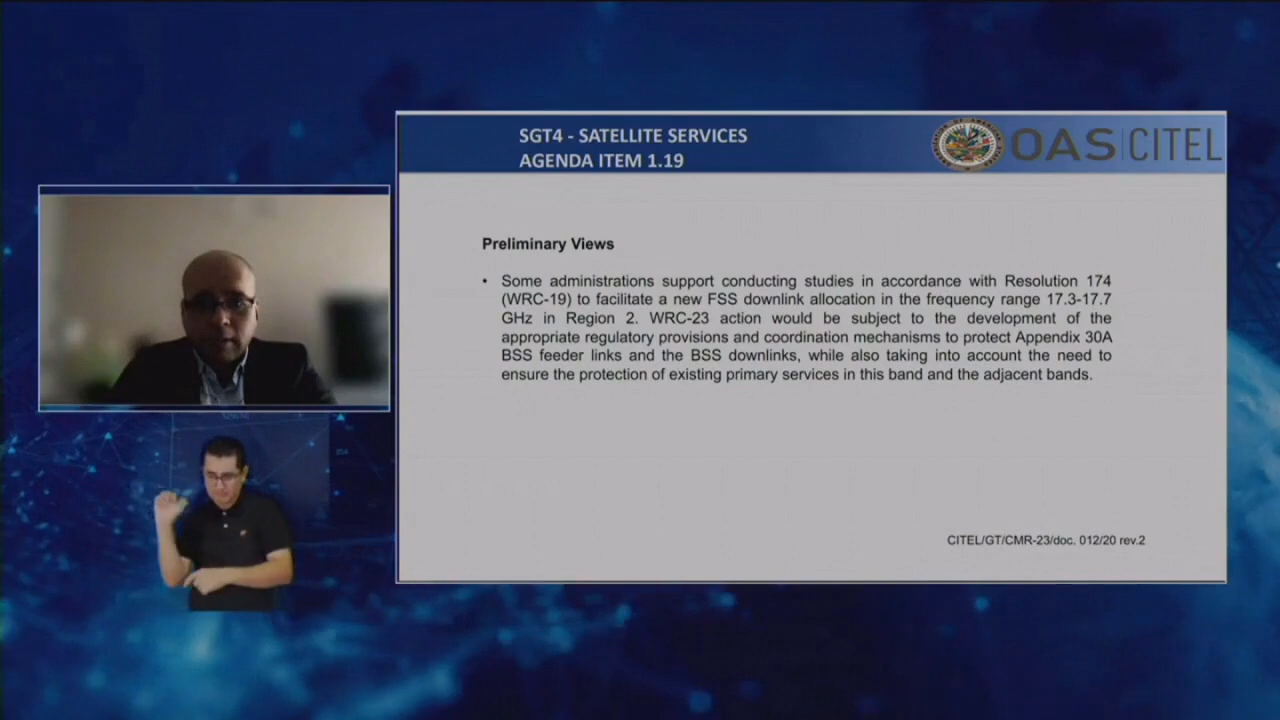 SGT4 - SATELLITE SERVICES
AGENDA ITEM 1.19
OAS CITEL
Preliminary Views
• Some administrations support conducting studies in accordance with Resolution 174
(WRC-19) to facilitate a new FSS downlink allocation in the frequency range 17.3-17.7
GHz in Region 2. WRC-23 action would be subject to the development of the
appropriate regulatory provisions and coordination mechanisms to protect Appendix 30A
BSS feeder links and the BSS downlinks, while also taking into account the need to
ensure the protection of existing primary services in this band and the adjacent bands.
CITEL/GT/CMR-23/doc. 012/20 rev.2